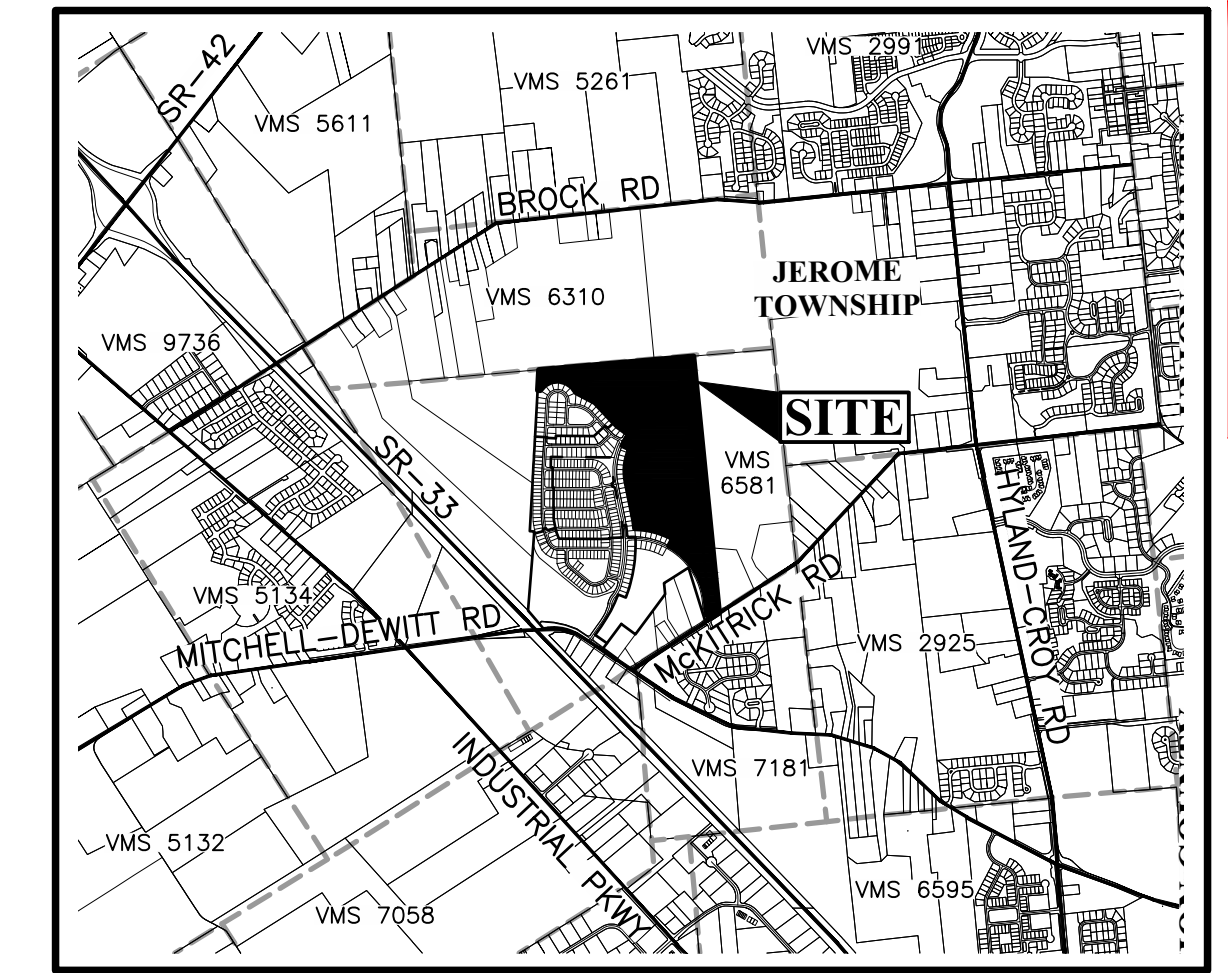 SR-42
VMS 2991
VMS 5261
VMS 5611
BROCK RD
JEROME
TOWNSHIP
VMS 6310
VMS 9736
SITE
SR-33
VMS
6581
HYLAND-CROY RD
VMS 5134
MITCHELL-DEWITT RD
McKITRICK RD
VMS 2925
INDUSTRIAL PKWY
VMS 7181
VMS 5132
VMS 7058
VMS 6595